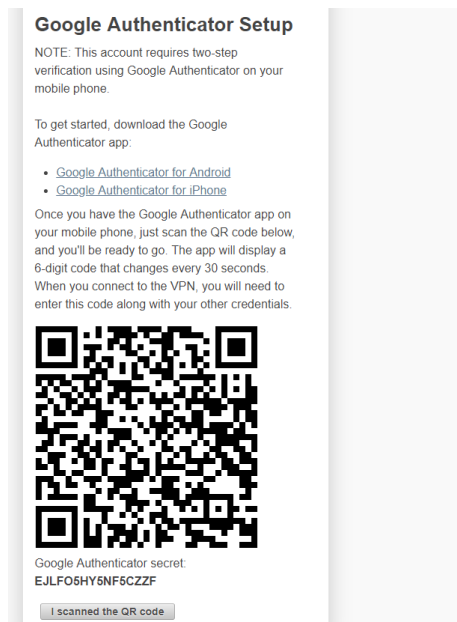 Google Authenticator Setup
NOTE: This account requires two-step
verification using Google Authenticator on your
mobile phone.
To get started, download the Google
Authenticator app:
• Google Authenticator for Android
• Google Authenticator for iPhone
Once you have the Google Authenticator app on
your mobile phone, just scan the QR code below,
and you'll be ready to go. The app will display a
6-digit code that changes every 30 seconds.
When you connect to the VPN, you will need to
enter this code along with your other credentials.
Google Authenticator secret:
EJLFO5HY5NF5CZZF
I scanned the QR code